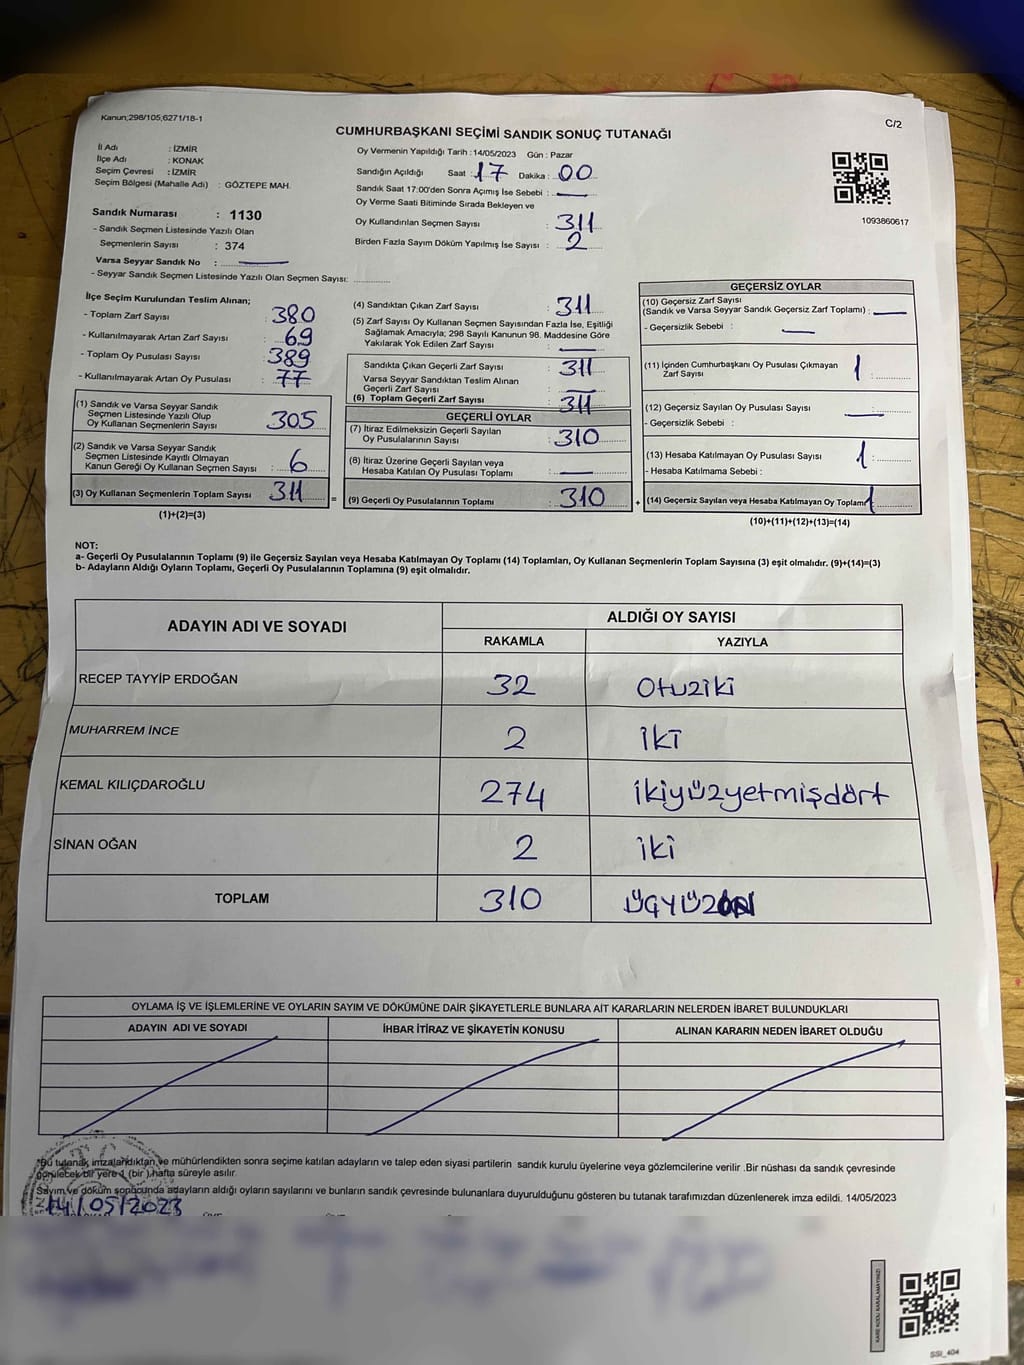 Kanun;298/105,6271/18-1
C/2
CUMHURBAŞKANI SEÇİMİ SANDIK SONUÇ TUTANAĞI
İl Adı : İZMİR
İlçe Adı : KONAK
Seçim Çevresi : İZMİR
Seçim Bölgesi (Mahalle Adı) : GÖZTEPE MAH.
Sandık Numarası : 1130
- Sandık Seçmen Listesinde Yazılı Olan
Seçmenlerin Sayısı : 374
Varsa Seyyar Sandık No :
- Seyyar Sandık Seçmen Listesinde Yazılı Olan Seçmen Sayısı:
Oy Vermenin Yapıldığı Tarih : 14/05/2023 Gün : Pazar
Sandığın Açıldığı Saat : 17 Dakika : 00
Sandık Saat 17:00'den Sonra Açımış İse Sebebi :
Oy Verme Saati Bitiminde Sırada Bekleyen ve
Oy Kullandırılan Seçmen Sayısı : 311
Birden Fazla Sayım Döküm Yapılmış İse Sayısı : 2
1093860617
İlçe Seçim Kurulundan Teslim Alınan;
- Toplam Zarf Sayısı : 380
- Kullanılmayarak Artan Zarf Sayısı : 69
- Toplam Oy Pusulası Sayısı : 389
- Kullanılmayarak Artan Oy Pusulası : 77
(1) Sandık ve Varsa Seyyar Sandık
Seçmen Listesinde Yazılı Olup
Oy Kullanan Seçmenlerin Sayısı : 305
(2) Sandık ve Varsa Seyyar Sandık
Seçmen Listesinde Kayıtlı Olmayan
Kanun Gereği Oy Kullanan Seçmen Sayısı : 6
(3) Oy Kullanan Seçmenlerin Toplam Sayısı 311
(1)+(2)=(3)
=
(4) Sandıktan Çıkan Zarf Sayısı : 311
(5) Zarf Sayısı Oy Kullanan Seçmen Sayısından Fazla İse, Eşitliği
Sağlamak Amacıyla; 298 Sayılı Kanunun 98. Maddesine Göre
Yakılarak Yok Edilen Zarf Sayısı :
Sandıkta Çıkan Geçerli Zarf Sayısı : 311
Varsa Seyyar Sandıktan Teslim Alınan
Geçerli Zarf Sayısı :
(6) Toplam Geçerli Zarf Sayısı : 311
GEÇERLİ OYLAR
(7) İtiraz Edilmeksizin Geçerli Sayılan
Oy Pusulalarının Sayısı : 310
(8) İtiraz Üzerine Geçerli Sayılan veya
Hesaba Katılan Oy Pusulası Toplamı :
(9) Geçerli Oy Pusulalarının Toplamı : 310
+
GEÇERSİZ OYLAR
(10) Geçersiz Zarf Sayısı
(Sandık ve Varsa Seyyar Sandık Geçersiz Zarf Toplamı) :
- Geçersizlik Sebebi :
(11) İçinden Cumhurbaşkanı Oy Pusulası Çıkmayan
Zarf Sayısı : 1
(12) Geçersiz Sayılan Oy Pusulası Sayısı :
- Geçersizlik Sebebi :
(13) Hesaba Katılmayan Oy Pusulası Sayısı : 1
- Hesaba Katılmama Sebebi :
(14) Geçersiz Sayılan veya Hesaba Katılmayan Oy Toplamı 1
(10)+(11)+(12)+(13)=(14)
NOT:
a- Geçerli Oy Pusulalarının Toplamı (9) ile Geçersiz Sayılan veya Hesaba Katılmayan Oy Toplamı (14) Toplamları, Oy Kullanan Seçmenlerin Toplam Sayısına (3) eşit olmalıdır. (9)+(14)=(3)
b- Adayların Aldığı Oyların Toplamı, Geçerli Oy Pusulalarının Toplamına (9) eşit olmalıdır.
ADAYIN ADI VE SOYADI
ALDIĞI OY SAYISI
RAKAMLA YAZIYLA
RECEP TAYYİP ERDOĞAN 32 Otuziki
MUHARREM İNCE 2 iki
KEMAL KILIÇDAROĞLU 274 ikiyüzyetmişdört
SİNAN OĞAN 2 iki
TOPLAM 310 ÜÇYÜZON
OYLAMA İŞ VE İŞLEMLERİNE VE OYLARIN SAYIM VE DÖKÜMÜNE DAİR ŞİKAYETLERLE BUNLARA AİT KARARLARIN NELERDEN İBARET BULUNDUKLARI
ADAYIN ADI VE SOYADI İHBAR İTİRAZ VE ŞİKAYETİN KONUSU ALINAN KARARIN NEDEN İBARET OLDUĞU
*Bu tutanak imzalandıktan ve mühürlendikten sonra seçime katılan adayların ve talep eden siyasi partilerin sandık kurulu üyelerine veya gözlemcilerine verilir .Bir nüshası da sandık çevresinde
görülecek bir yere 1 (bir ) hafta süreyle asılır.
Sayım ve döküm sonucunda adayların aldığı oyların sayılarını ve bunların sandık çevresinde bulunanlara duyurulduğunu gösteren bu tutanak tarafımızdan düzenlenerek imza edildi. 14/05/2023
14/05/2023
KARE KODU KARALAMAYINIZ!
SSI_404